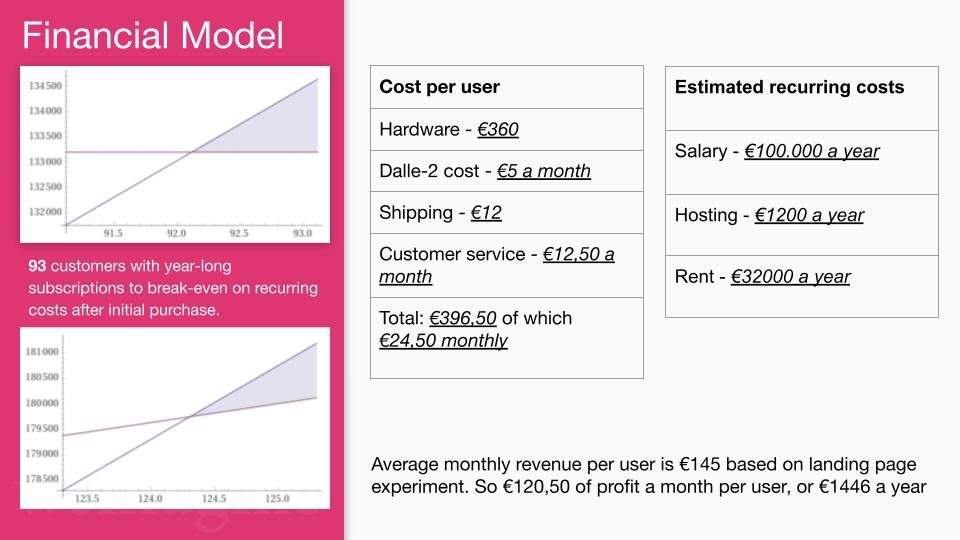 Financial Model
134500
134000
133500
133000
132500
132000
91.5 92.0 92.5 93.0
93 customers with year-long
subscriptions to break-even on recurring
costs after initial purchase.
181000
180500
180000
179500
179000
178500
123.5 124.0 124.5 125.0
Cost per user
Hardware - €360
Dalle-2 cost - €5 a month
Shipping - €12
Customer service - €12,50 a
month
Total: €396,50 of which
€24,50 monthly
Estimated recurring costs
Salary - €100.000 a year
Hosting - €1200 a year
Rent - €32000 a year
Average monthly revenue per user is €145 based on landing page
experiment. So €120,50 of profit a month per user, or €1446 a year